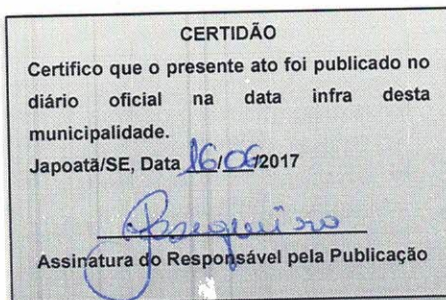 CERTIDÃO
Certifico que o presente ato foi publicado no
diário oficial na data infra desta
municipalidade.
Japoatã/SE, Data 16/06/2017
Assinatura do Responsável pela Publicação